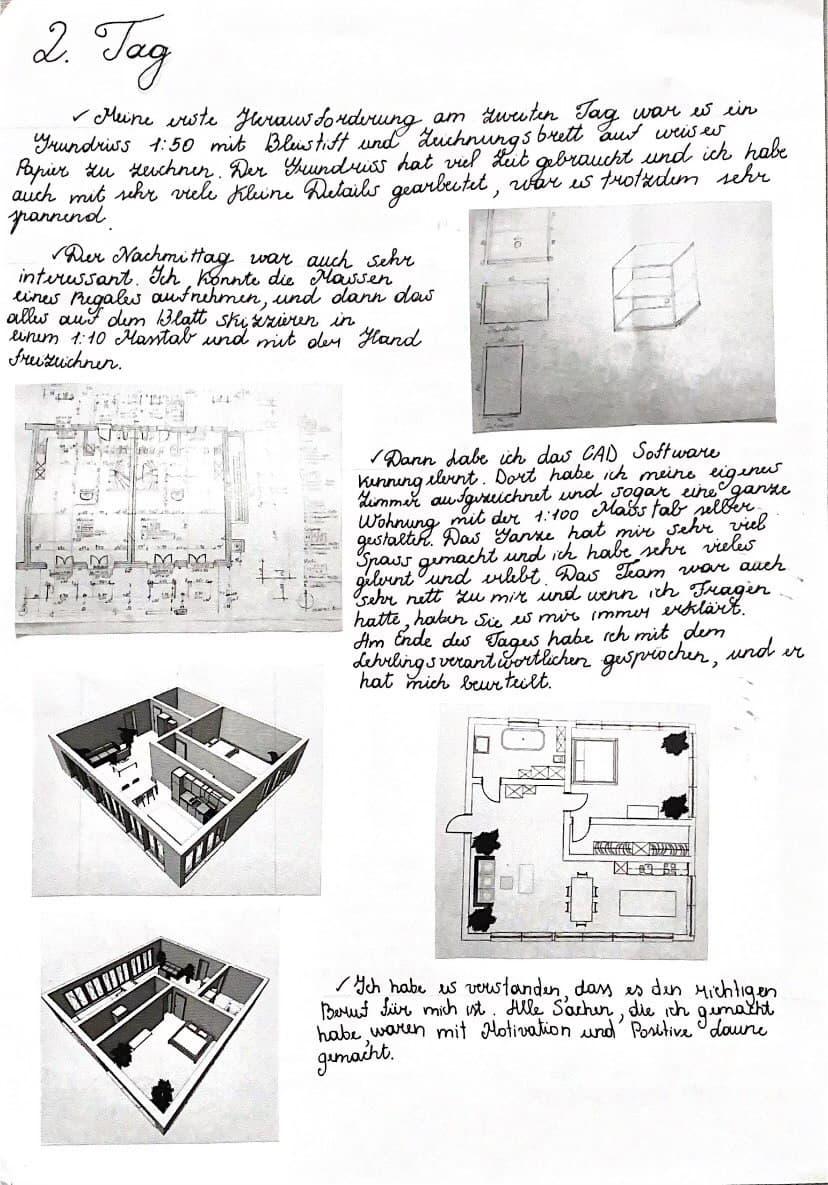 2. Tag
✓ Meine erste Herausforderung am zweiten Tag war es ein
Grundriss 1:50 mit Bleistift und Zeichnungsbrett auf weises
Papier zu zeichnen. Der Grundriss hat viel Zeit gebraucht und ich habe
auch mit sehr viele kleine Details gearbeitet, war es trotzdem sehr
spannend.
✓ Der Nachmittag war auch sehr
interessant. Ich konnte die Massen
eines Regales aufnehmen, und dann das
alles auf dem Blatt skizzieren in
einem 1:10 Masstab und mit der Hand
freizeichnen.
✓ Dann habe ich das CAD Software
kennengelernt. Dort habe ich meine eigenes
Zimmer aufgezeichnet und sogar eine ganze
Wohnung mit der 1:100 Masstab selber
gestalten. Das Ganze hat mir sehr viel
Spass gemacht und ich habe sehr vieles
gelernt und erlebt. Das Team war auch
sehr nett zu mir und wenn ich Fragen
hatte, haben Sie es mir immer erklärt.
Am Ende des Tages habe ich mit dem
Lehrlingsverantwortlichen gesprochen, und er
hat mich beurteilt.
✓ Ich habe es verstanden, dass es den richtigen
Beruf für mich ist. Alle Sachen, die ich gemacht
habe, waren mit Motivation und Positive Laune
gemacht.